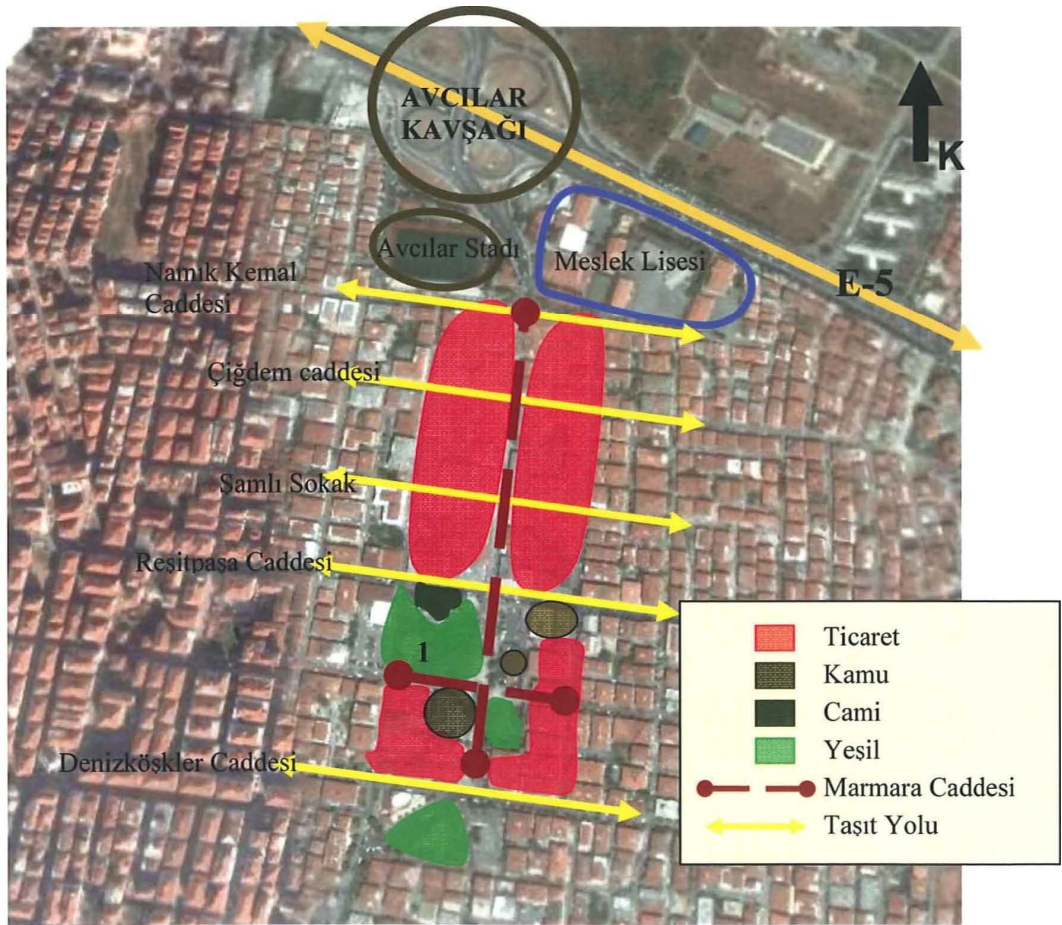 AVCILAR
KAVŞAĞI
K
Avcılar Stadı
Meslek Lisesi
E-5
Namık Kemal
Caddesi
Çiğdem caddesi
Şamlı Sokak
Reşitpaşa Caddesi
1
Denizköşkler Caddesi
Ticaret
Kamu
Cami
Yeşil
Marmara Caddesi
Taşıt Yolu